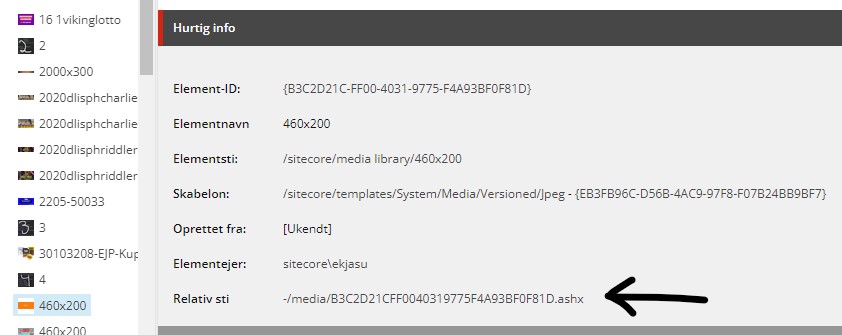 16 1vikinglotto
2
2000x300
2020dlisphcharlie
2020dlisphcharlie
2020dlisphriddler
2020dlisphriddler
2205-50033
3
30103208-EJP-Kup
4
460x200
460x200
Hurtig info
Element-ID: {B3C2D21C-FF00-4031-9775-F4A93BF0F81D}
Elementnavn 460x200
Elementsti: /sitecore/media library/460x200
Skabelon: /sitecore/templates/System/Media/Versioned/Jpeg - {EB3FB96C-D56B-4AC9-97F8-F07B24BB9BF7}
Oprettet fra: [Ukendt]
Elementejer: sitecore\ekjasu
Relativ sti -/media/B3C2D21CFF0040319775F4A93BF0F81D.ashx